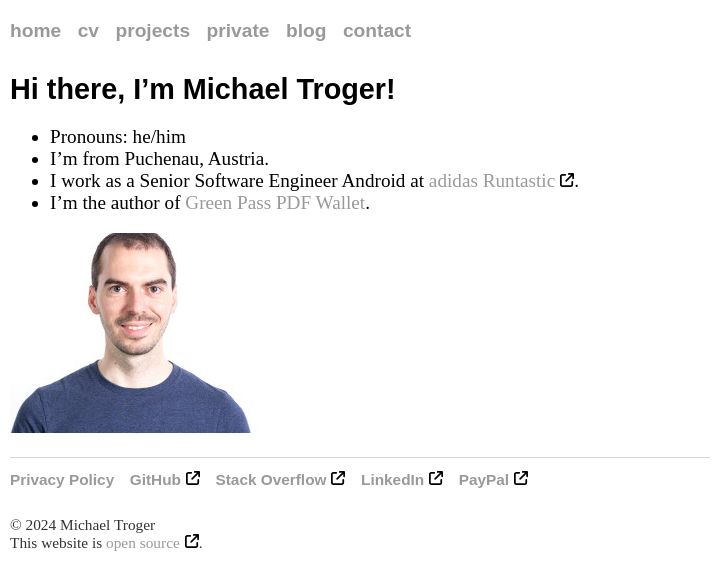 home cv projects private blog contact
Hi there, I’m Michael Troger!
Pronouns: he/him
I’m from Puchenau, Austria.
I work as a Senior Software Engineer Android at adidas Runtastic.
I’m the author of Green Pass PDF Wallet.
Privacy Policy GitHub Stack Overflow LinkedIn PayPal
© 2024 Michael Troger
This website is open source.